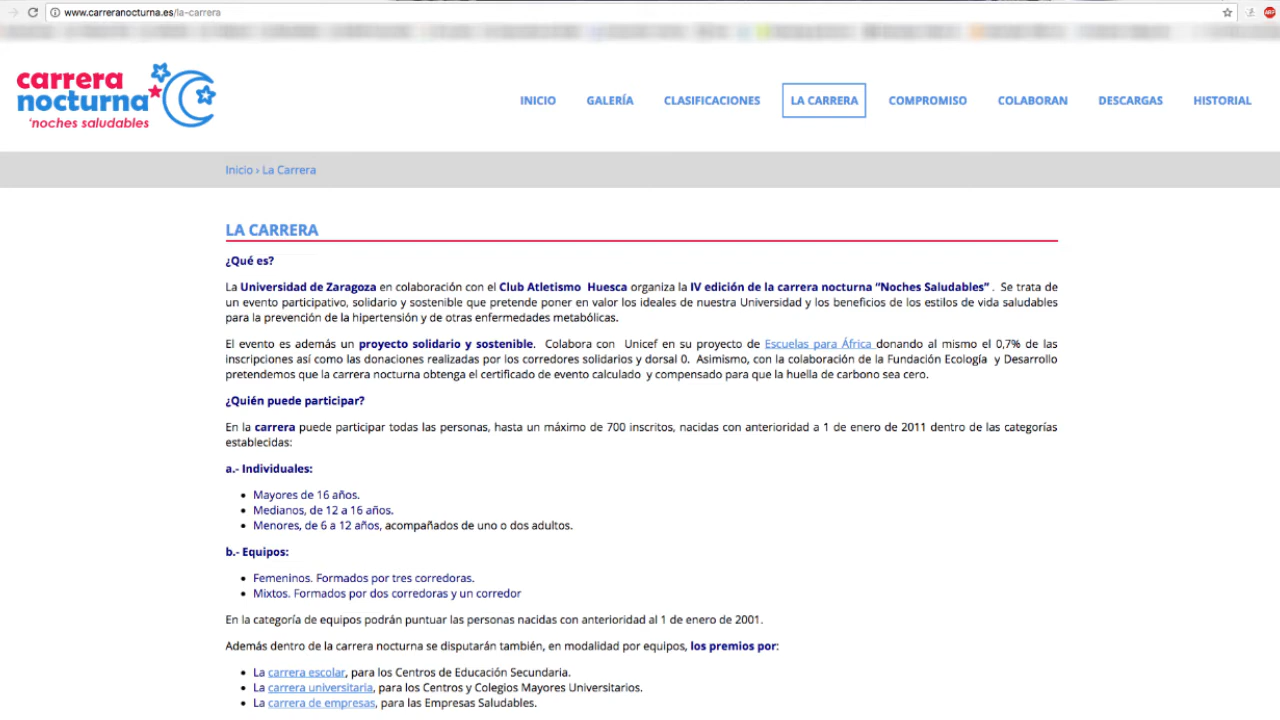 www.carreranocturna.es/la-carrera
carrera
nocturna
'noches saludables
INICIO GALERÍA CLASIFICACIONES LA CARRERA COMPROMISO COLABORAN DESCARGAS HISTORIAL
Inicio › La Carrera
LA CARRERA
¿Qué es?
La Universidad de Zaragoza en colaboración con el Club Atletismo Huesca organiza la IV edición de la carrera nocturna "Noches Saludables" . Se trata de
un evento participativo, solidario y sostenible que pretende poner en valor los ideales de nuestra Universidad y los beneficios de los estilos de vida saludables
para la prevención de la hipertensión y de otras enfermedades metabólicas.
El evento es además un proyecto solidario y sostenible. Colabora con Unicef en su proyecto de Escuelas para África donando al mismo el 0,7% de las
inscripciones así como las donaciones realizadas por los corredores solidarios y dorsal 0. Asimismo, con la colaboración de la Fundación Ecología y Desarrollo
pretendemos que la carrera nocturna obtenga el certificado de evento calculado y compensado para que la huella de carbono sea cero.
¿Quién puede participar?
En la carrera puede participar todas las personas, hasta un máximo de 700 inscritos, nacidas con anterioridad a 1 de enero de 2011 dentro de las categorías
establecidas:
a.- Individuales:
• Mayores de 16 años.
• Medianos, de 12 a 16 años.
• Menores, de 6 a 12 años, acompañados de uno o dos adultos.
b.- Equipos:
• Femeninos. Formados por tres corredoras.
• Mixtos. Formados por dos corredoras y un corredor
En la categoría de equipos podrán puntuar las personas nacidas con anterioridad al 1 de enero de 2001.
Además dentro de la carrera nocturna se disputarán también, en modalidad por equipos, los premios por:
• La carrera escolar, para los Centros de Educación Secundaria.
• La carrera universitaria, para los Centros y Colegios Mayores Universitarios.
• La carrera de empresas, para las Empresas Saludables.